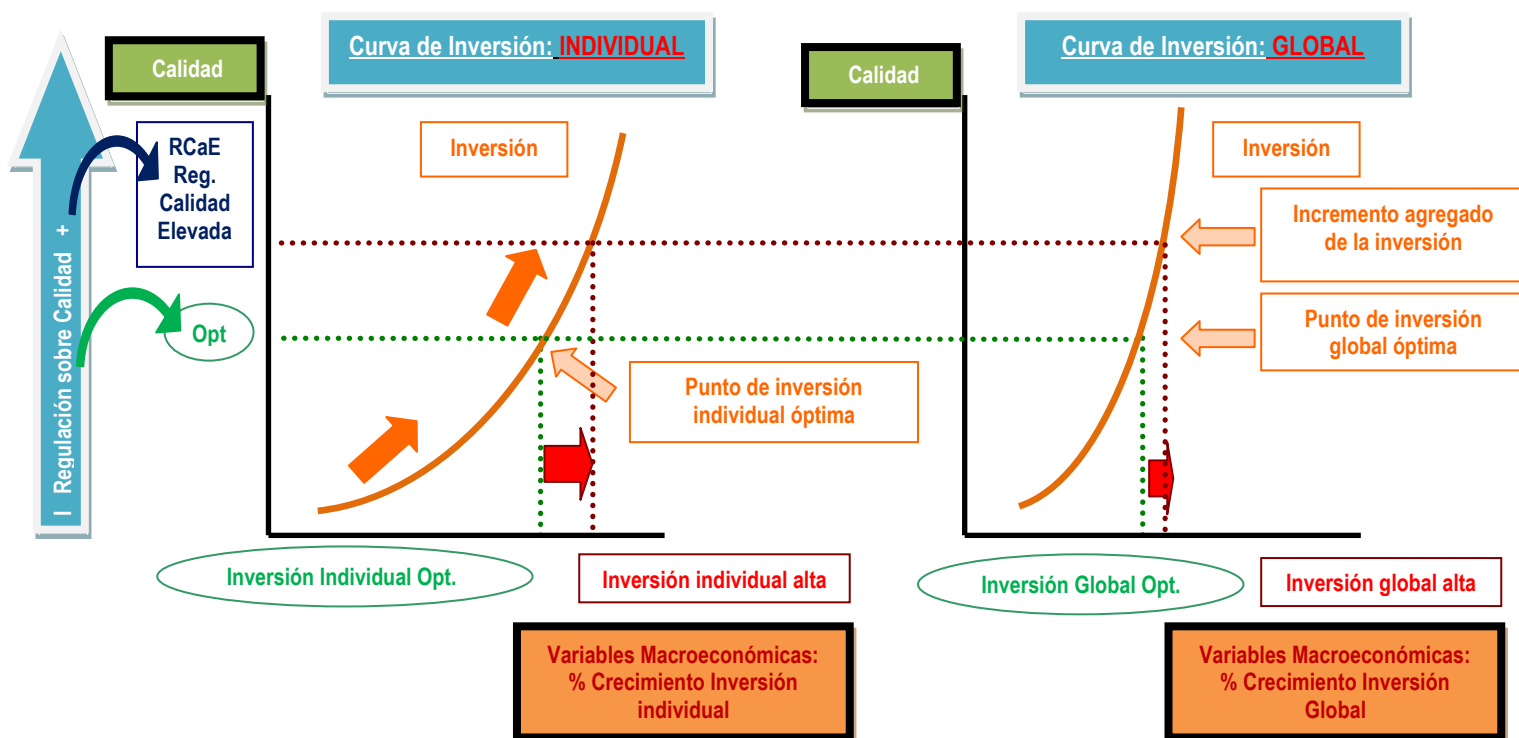 Curva de Inversión: INDIVIDUAL
Curva de Inversión: GLOBAL
Calidad
Calidad
I Regulación sobre Calidad +
RCaE
Reg.
Calidad
Elevada
Opt
Inversión
Inversión
Incremento agregado
de la inversión
Punto de inversión
global óptima
Punto de inversión
individual óptima
Inversión Individual Opt.
Inversión individual alta
Inversión Global Opt.
Inversión global alta
Variables Macroeconómicas:
% Crecimiento Inversión
individual
Variables Macroeconómicas:
% Crecimiento Inversión
Global